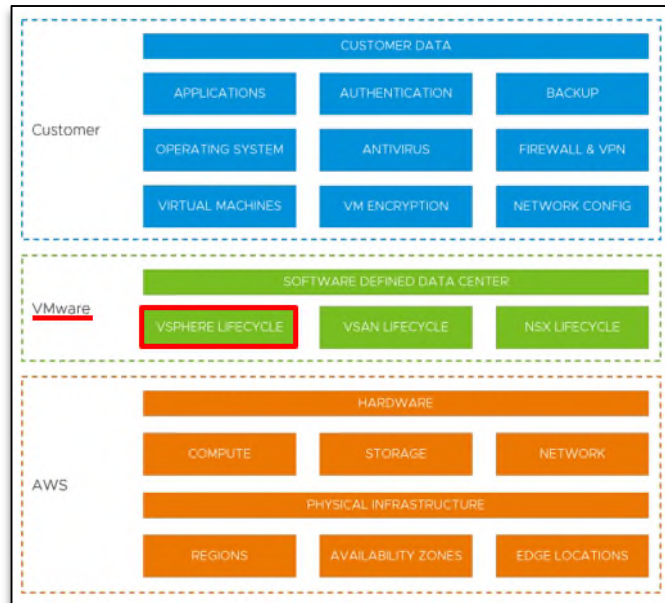 CUSTOMER DATA
Customer
APPLICATIONS AUTHENTICATION BACKUP
OPERATING SYSTEM ANTIVIRUS FIREWALL & VPN
VIRTUAL MACHINES VM ENCRYPTION NETWORK CONFIG
VMware
SOFTWARE DEFINED DATA CENTER
VSPHERE LIFECYCLE VSAN LIFECYCLE NSX LIFECYCLE
AWS
HARDWARE
COMPUTE STORAGE NETWORK
PHYSICAL INFRASTRUCTURE
REGIONS AVAILABILITY ZONES EDGE LOCATIONS